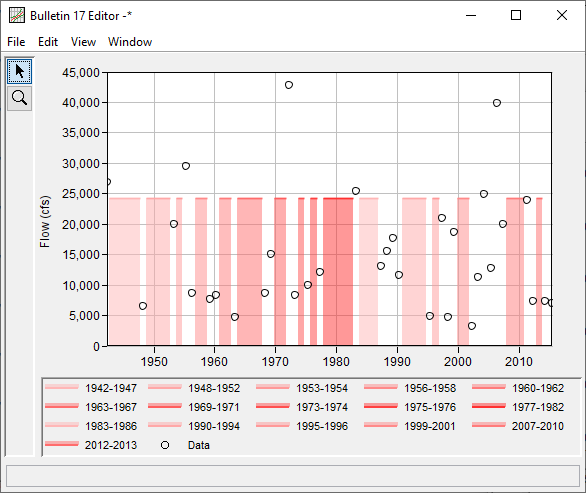 Bulletin 17 Editor -*
File Edit View Window
45,000
40,000
35,000
30,000
25,000
20,000
15,000
10,000
5,000
0
Flow (cfs)
1950 1960 1970 1980 1990 2000 2010
1942-1947 1948-1952 1953-1954 1956-1958 1960-1962
1963-1967 1969-1971 1973-1974 1975-1976 1977-1982
1983-1986 1990-1994 1995-1996 1999-2001 2007-2010
2012-2013 Data